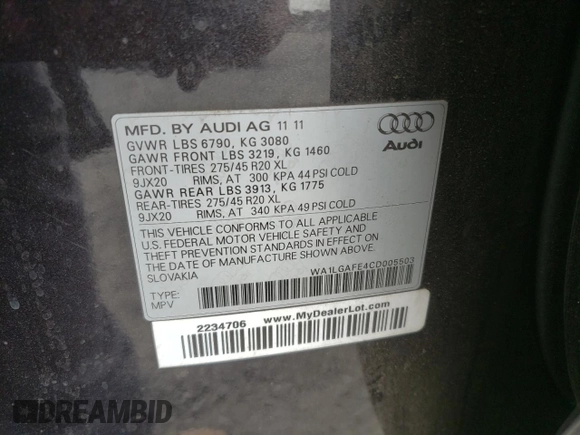 MFD. BY AUDI AG 11 11
GVWR LBS 6790, KG 3080
GAWR FRONT LBS 3219, KG 1460
FRONT-TIRES 275/45 R20 XL
9JX20 RIMS, AT 300 KPA 44 PSI COLD
GAWR REAR LBS 3913, KG 1775
REAR-TIRES 275/45 R20 XL
9JX20 RIMS, AT 340 KPA 49 PSI COLD
Audi
THIS VEHICLE CONFORMS TO ALL APPLICABLE
U.S. FEDERAL MOTOR VEHICLE SAFETY AND
THEFT PREVENTION STANDARDS IN EFFECT ON
THE DATE OF MANUFACTURE SHOWN ABOVE.
SLOVAKIA
WA1LGAFE4CD005503
TYPE:
MPV
2234706 www.MyDealerLot.com
DREAMBID